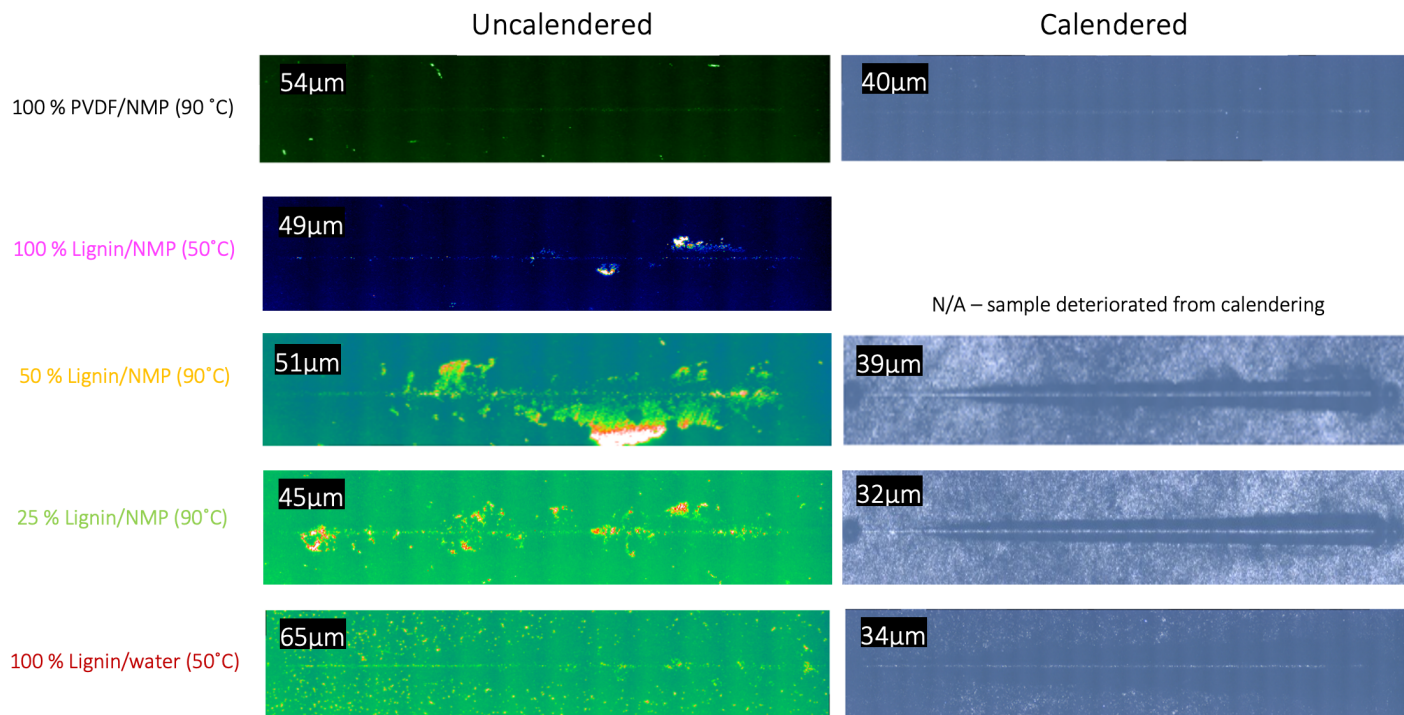 Uncalendered Calendered
100 % PVDF/NMP (90 ˚C) 54µm 40µm
100 % Lignin/NMP (50˚C) 49µm
N/A – sample deteriorated from calendering
50 % Lignin/NMP (90˚C) 51µm 39µm
25 % Lignin/NMP (90˚C) 45µm 32µm
100 % Lignin/water (50˚C) 65µm 34µm